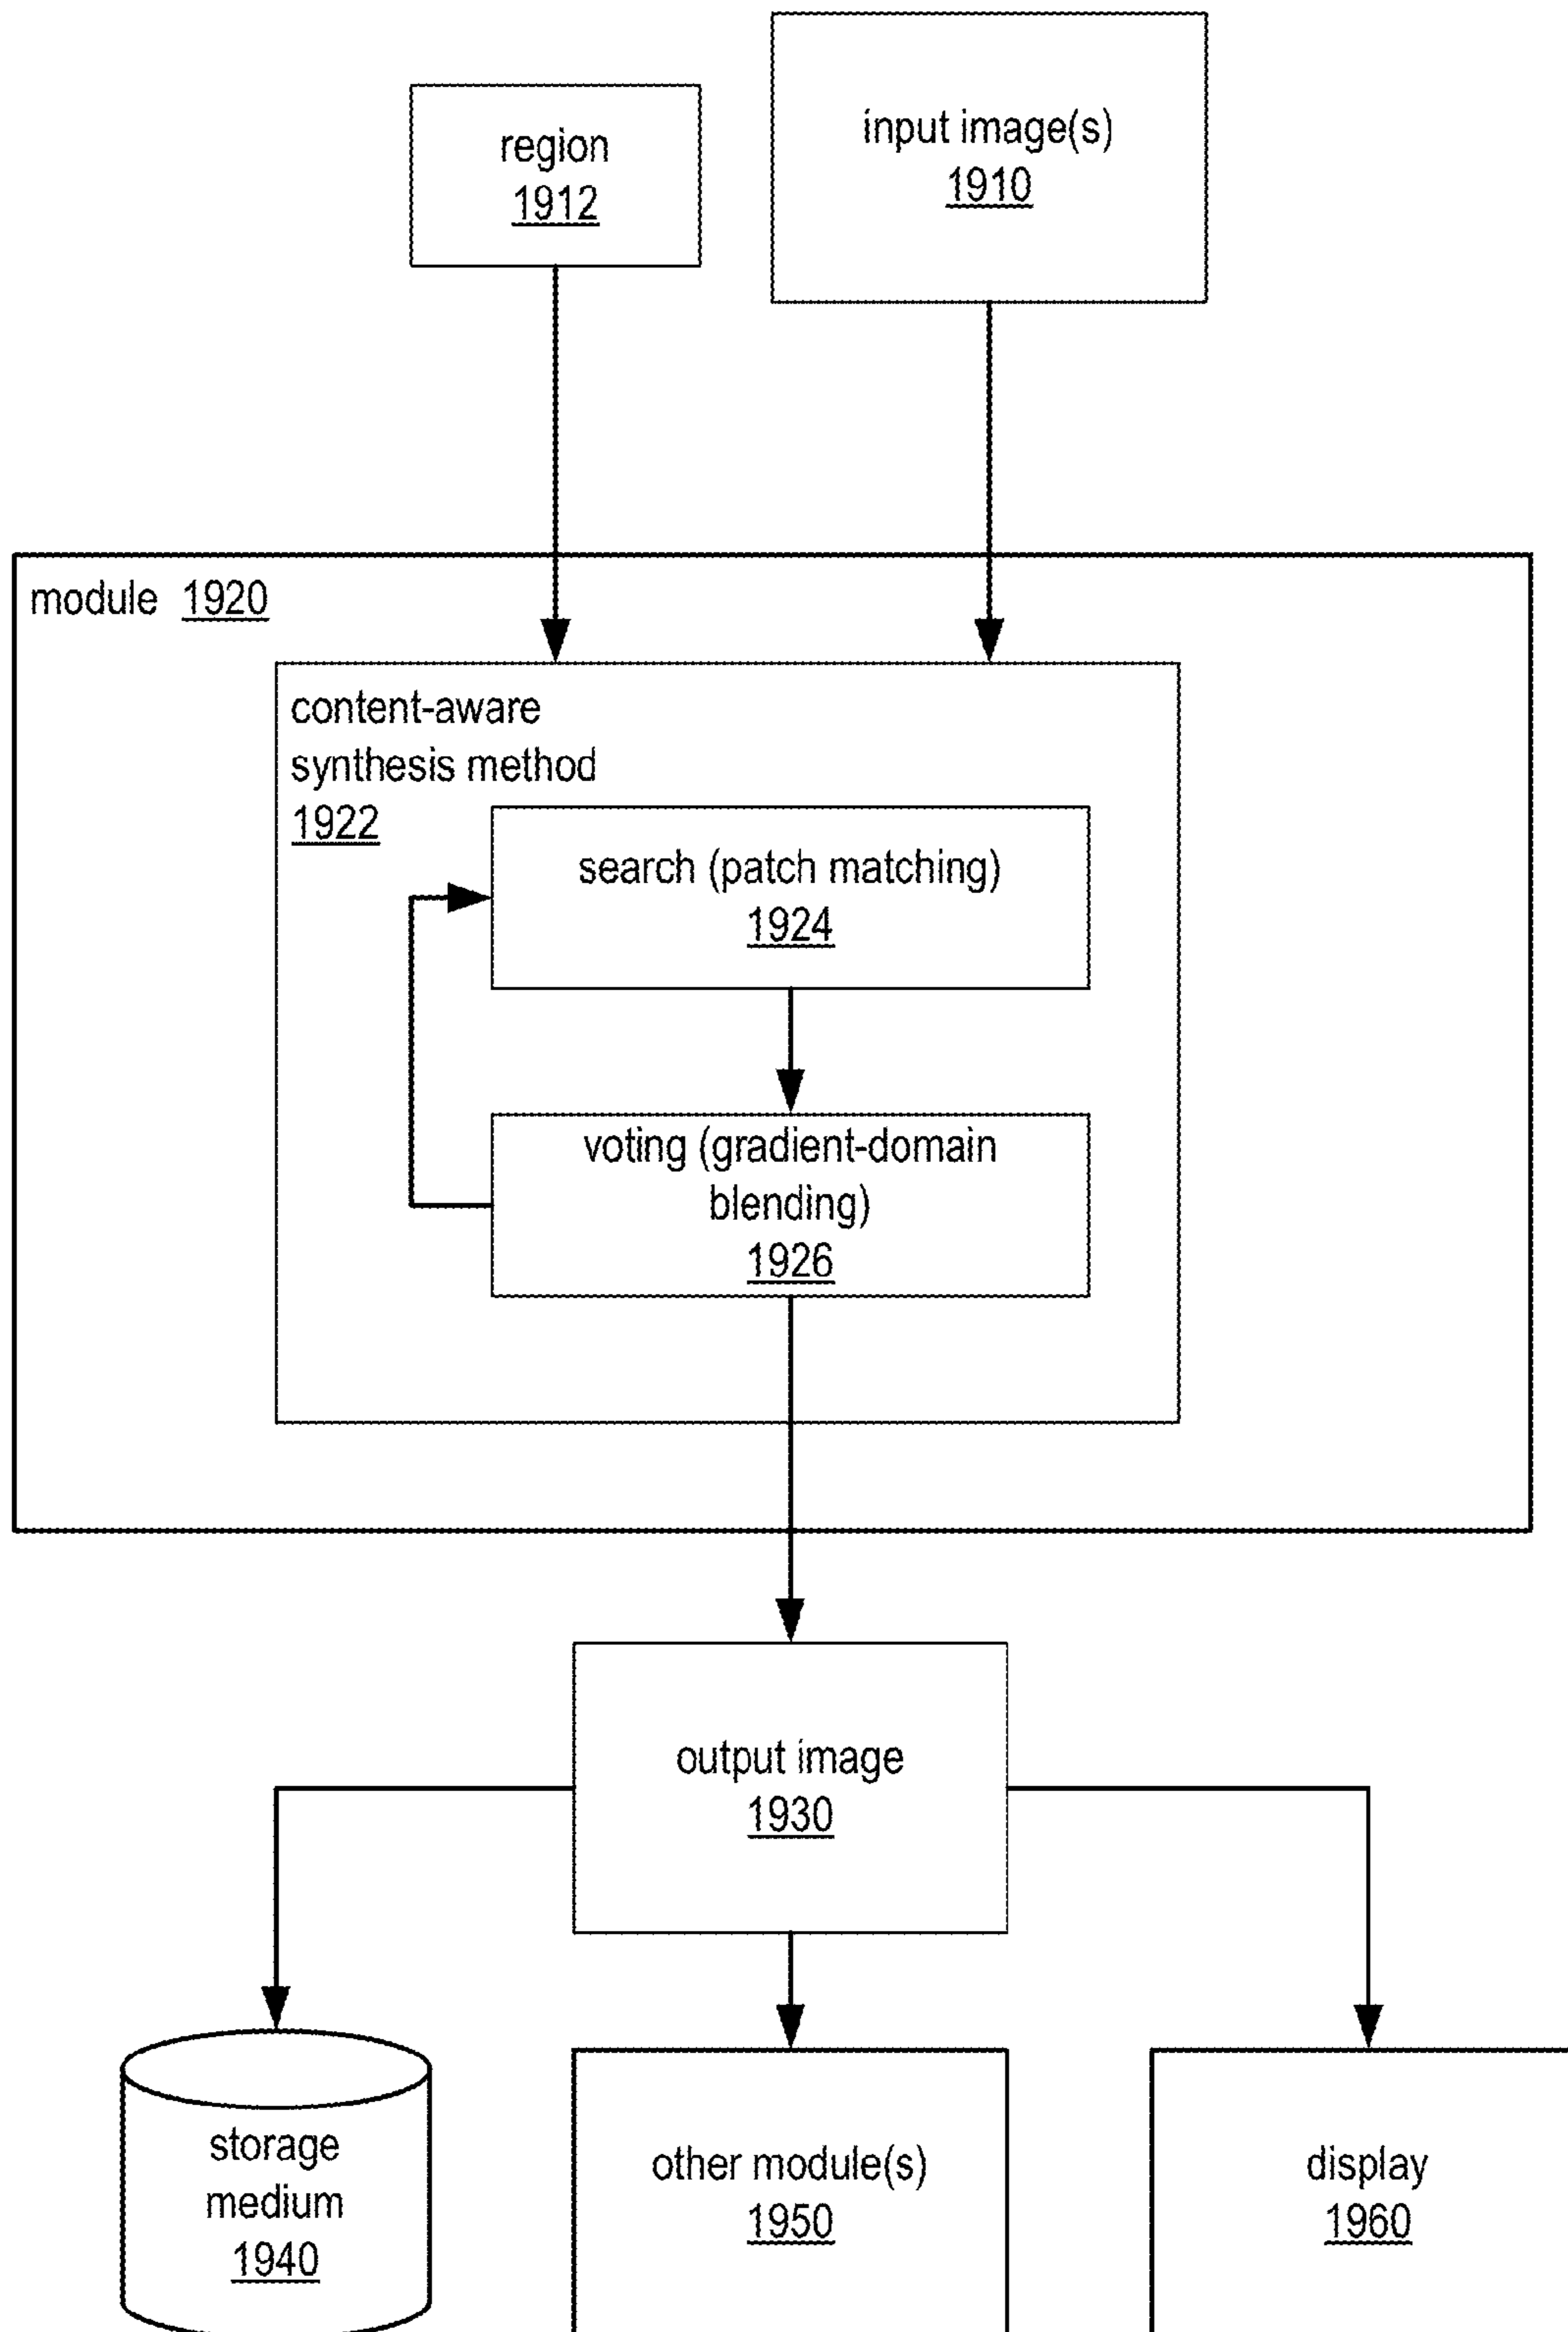 region
1912
input image(s)
1910
module 1920
content-aware
synthesis method
1922
search (patch matching)
1924
voting (gradient-domain
blending)
1926
output image
1930
storage
medium
1940
other module(s)
1950
display
1960